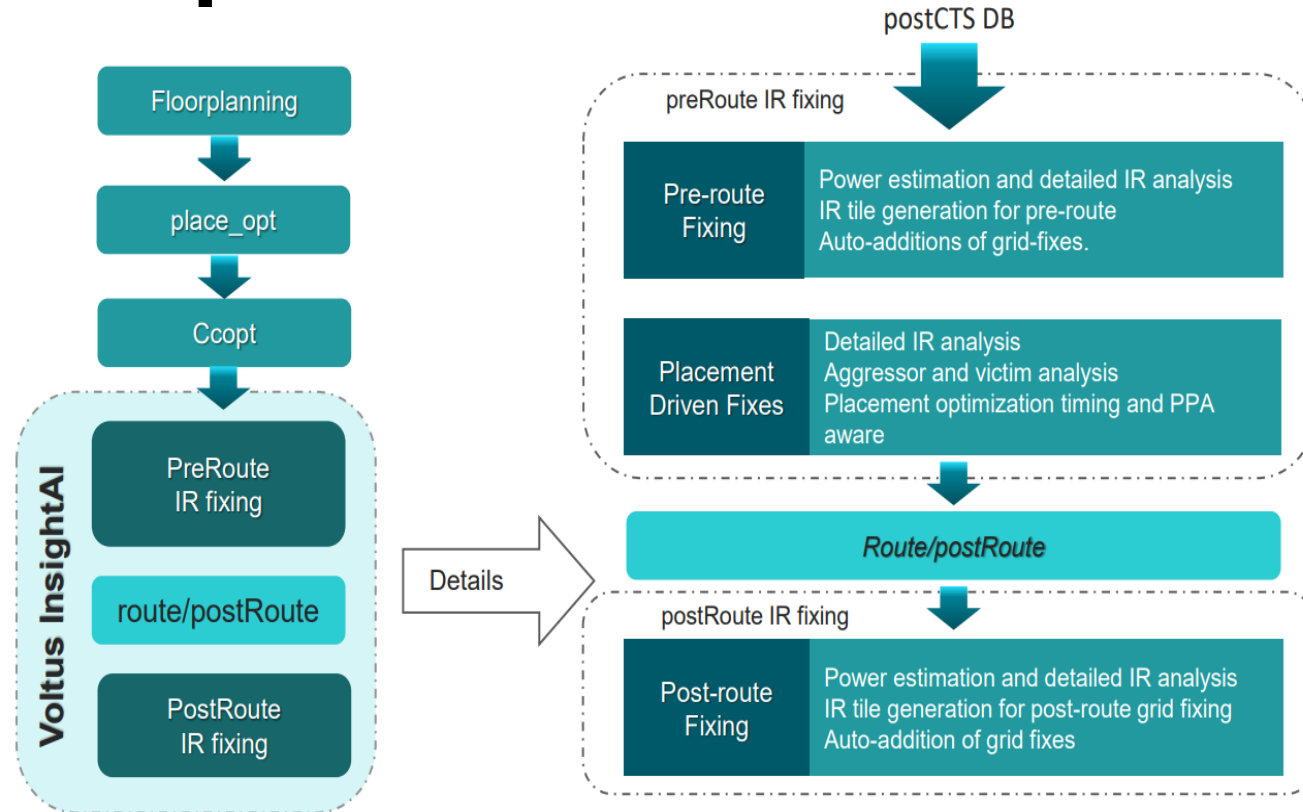 Floorplanning
place_opt
Ccopt
Voltus InsightAI
PreRoute
IR fixing
route/postRoute
PostRoute
IR fixing
Details
postCTS DB
preRoute IR fixing
Pre-route
Fixing
Power estimation and detailed IR analysis
IR tile generation for pre-route
Auto-additions of grid-fixes.
Placement
Driven Fixes
Detailed IR analysis
Aggressor and victim analysis
Placement optimization timing and PPA
aware
Route/postRoute
postRoute IR fixing
Post-route
Fixing
Power estimation and detailed IR analysis
IR tile generation for post-route grid fixing
Auto-addition of grid fixes